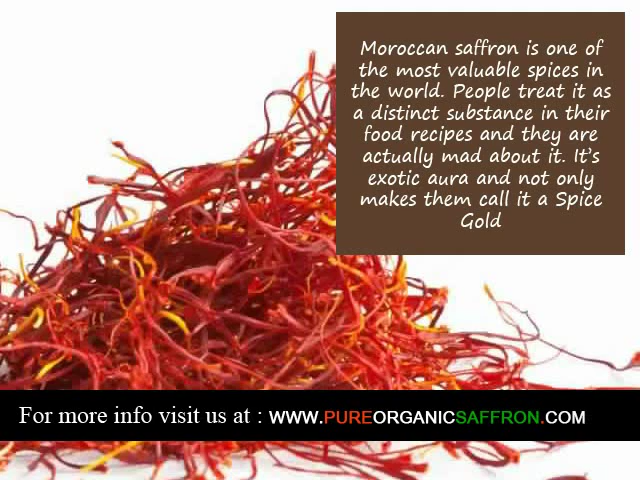 Moroccan saffron is one of
the most valuable spices in
the world. People treat it as
a distinct substance in their
food recipes and they are
actually mad about it. It's
exotic aura and not only
makes them call it a Spice
Gold
For more info visit us at : WWW.PUREORGANICSAFFRON.COM